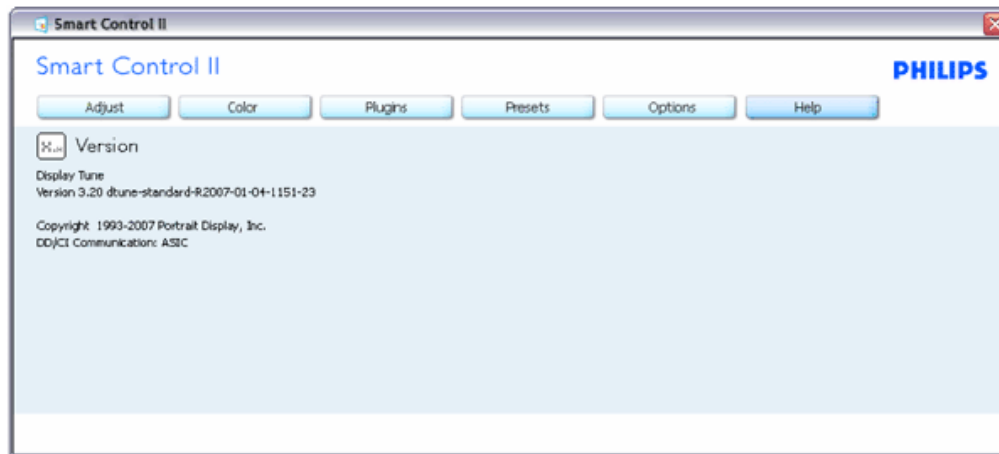 Smart Control II
Smart Control II
PHILIPS
Adjust Color Plugins Presets Options Help
Version
Display Tune
Version 3.20 dtune-standard-R2007-01-04-1151-23
Copyright 1993-2007 Portrait Display, Inc.
DD/CI Communication: ASIC